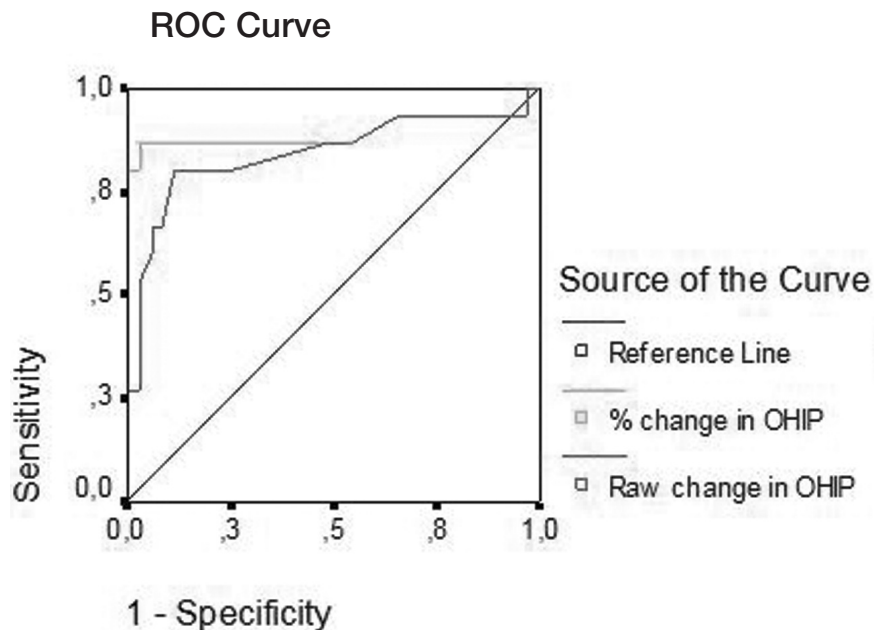 ROC Curve
1,0
,8
,5
,3
0,0
Sensitivity
0,0 ,3 ,5 ,8 1,0
1 - Specificity
Source of the Curve
Reference Line
% change in OHIP
Raw change in OHIP